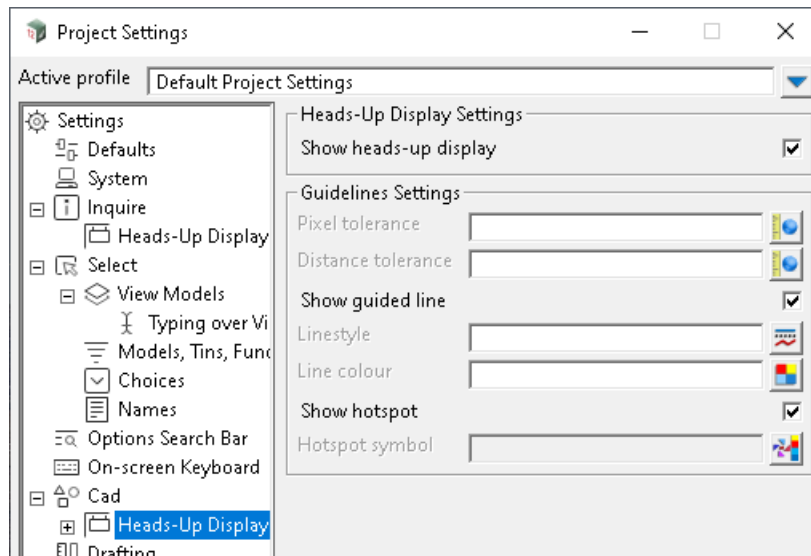 Project Settings
Active profile Default Project Settings
Settings
Defaults
System
Inquire
Heads-Up Display
Select
View Models
Typing over Vi
Models, Tins, Func
Choices
Names
Options Search Bar
On-screen Keyboard
Cad
Heads-Up Display
Drafting
Heads-Up Display Settings
Show heads-up display
Guidelines Settings
Pixel tolerance
Distance tolerance
Show guided line
Linestyle
Line colour
Show hotspot
Hotspot symbol